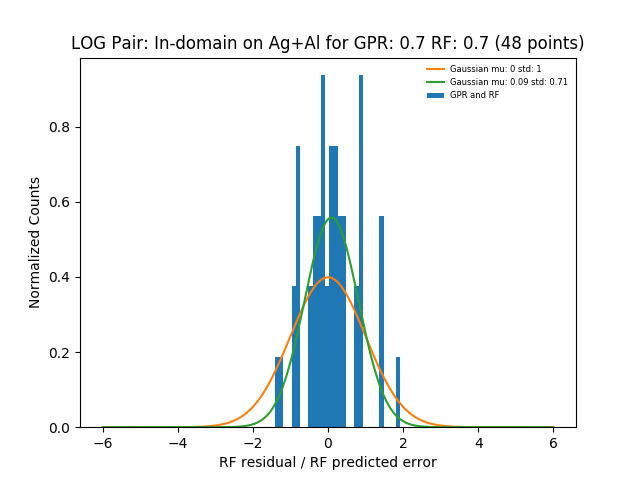 LOG Pair: In-domain on Ag+Al for GPR: 0.7 RF: 0.7 (48 points)
Gaussian mu: 0 std: 1
Gaussian mu: 0.09 std: 0.71
GPR and RF
Normalized Counts
0.8
0.6
0.4
0.2
0.0
−6 −4 −2 0 2 4 6
RF residual / RF predicted error